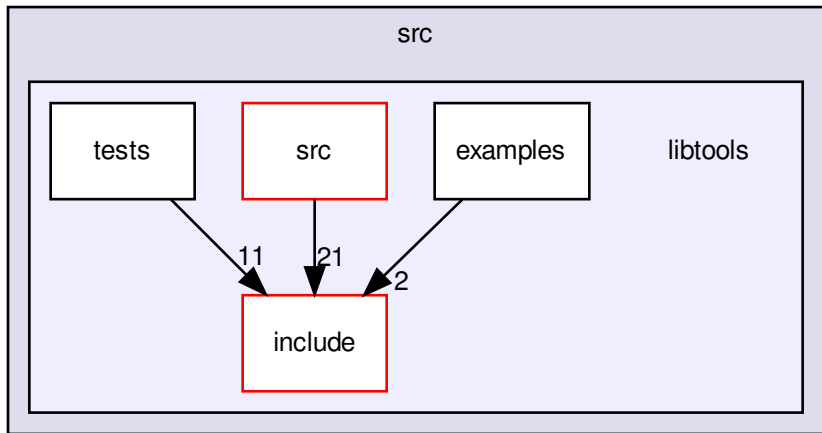 src
tests
src
examples
libtools
11
21
2
include